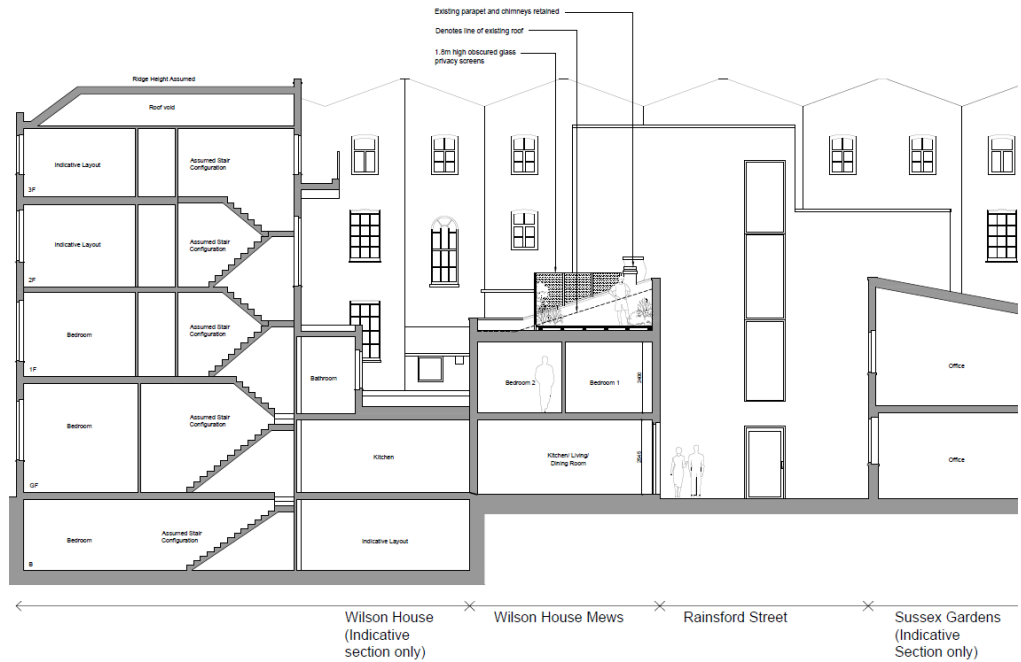 Existing parapet and chimneys retained
Denotes line of existing roof
1.8m high obscured glass
privacy screens
Ridge Height Assumed
Roof void
Indicative Layout
Assumed Stair
Configuration
3F
Indicative Layout
Assumed Stair
Configuration
2F
Bedroom
Assumed Stair
Configuration
1F
Bathroom
Bedroom 2
Bedroom 1
2400
Office
Bedroom
Assumed Stair
Configuration
GF
Kitchen
Kitchen/ Living/
Dining Room
2545
Office
Bedroom
Assumed Stair
Configuration
B
Indicative Layout
Wilson House
(Indicative
section only)
Wilson House Mews
Rainsford Street
Sussex Gardens
(Indicative
Section only)